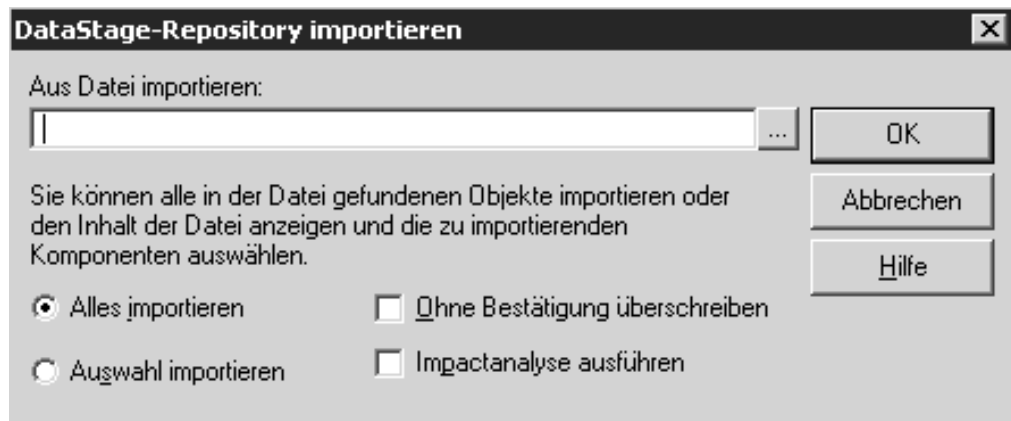 DataStage-Repository importieren
Aus Datei importieren:
...
OK
Sie können alle in der Datei gefundenen Objekte importieren oder
den Inhalt der Datei anzeigen und die zu importierenden
Komponenten auswählen.
Abbrechen
Hilfe
Alles importieren
Ohne Bestätigung überschreiben
Auswahl importieren
Impactanalyse ausführen